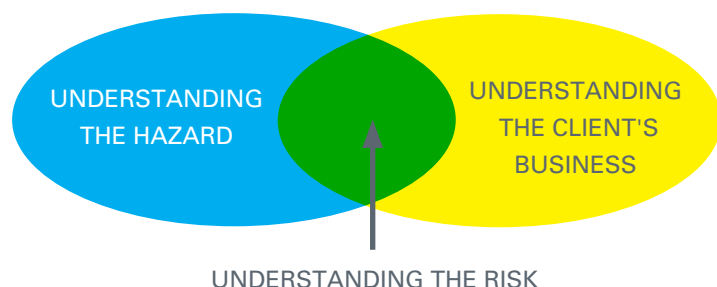 UNDERSTANDING
THE HAZARD
UNDERSTANDING
THE CLIENT'S
BUSINESS
UNDERSTANDING THE RISK